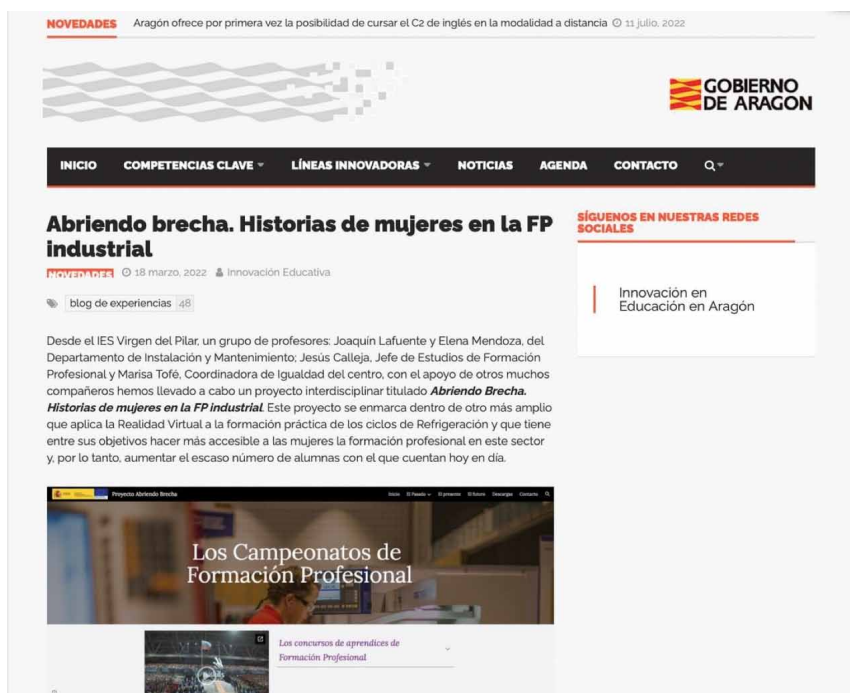 NOVEDADES Aragón ofrece por primera vez la posibilidad de cursar el C2 de inglés en la modalidad a distancia 11 julio, 2022
GOBIERNO
DE ARAGON
INICIO COMPETENCIAS CLAVE LÍNEAS INNOVADORAS NOTICIAS AGENDA CONTACTO
Abriendo brecha. Historias de mujeres en la FP
industrial
NOVEDADES 18 marzo, 2022 Innovación Educativa
blog de experiencias 48
Desde el IES Virgen del Pilar, un grupo de profesores: Joaquín Lafuente y Elena Mendoza, del
Departamento de Instalación y Mantenimiento; Jesús Calleja, Jefe de Estudios de Formación
Profesional y Marisa Tofé, Coordinadora de Igualdad del centro, con el apoyo de otros muchos
compañeros hemos llevado a cabo un proyecto interdisciplinar titulado Abriendo Brecha.
Historias de mujeres en la FP industrial. Este proyecto se enmarca dentro de otro más amplio
que aplica la Realidad Virtual a la formación práctica de los ciclos de Refrigeración y que tiene
entre sus objetivos hacer más accesible a las mujeres la formación profesional en este sector
y, por lo tanto, aumentar el escaso número de alumnas con el que cuentan hoy en día.
SÍGUENOS EN NUESTRAS REDES
SOCIALES
Innovación en
Educación en Aragón
Proyecto Abriendo Brecha Inicio El Pasado El presente El futuro Descargas Contacto
Los Campeonatos de
Formación Profesional
Los concursos de aprendices de
Formación Profesional